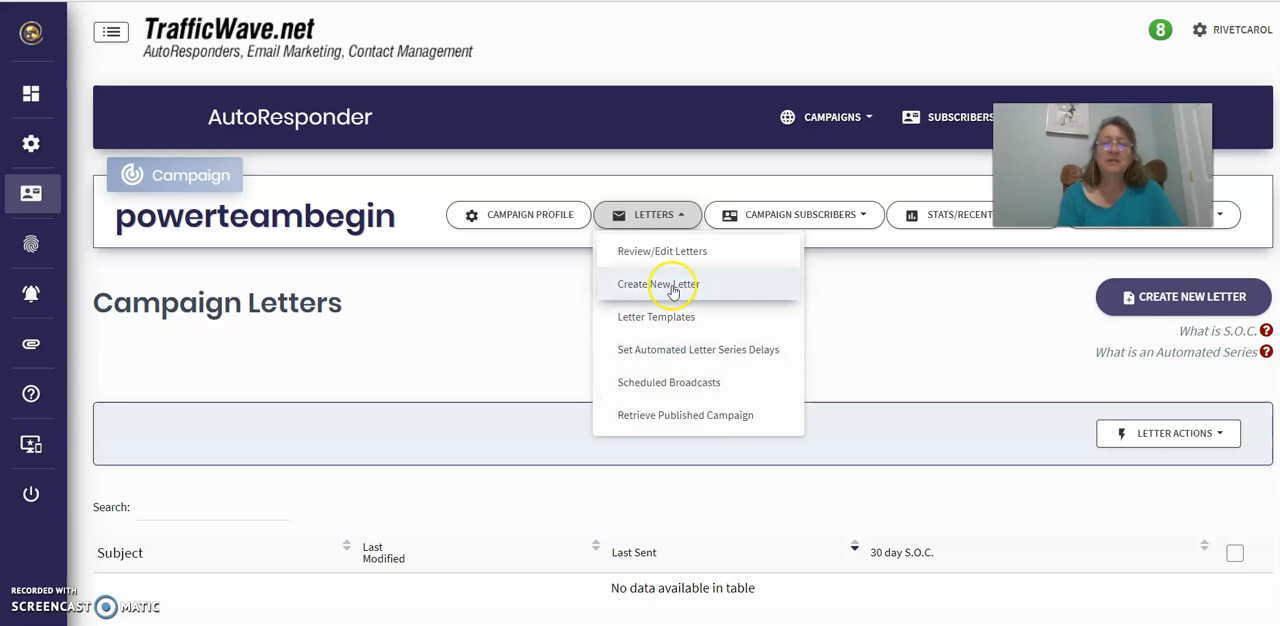 TrafficWave.net
AutoResponders, Email Marketing, Contact Management
8
RIVETCAROL
AutoResponder
CAMPAIGNS
SUBSCRIBERS
Campaign
powerteambegin
CAMPAIGN PROFILE
LETTERS
CAMPAIGN SUBSCRIBERS
STATS/RECENT
Review/Edit Letters
Create New Letter
Letter Templates
Set Automated Letter Series Delays
Scheduled Broadcasts
Retrieve Published Campaign
Campaign Letters
CREATE NEW LETTER
What is S.O.C. ?
What is an Automated Series ?
LETTER ACTIONS
Search:
Subject
Last
Modified
Last Sent
30 day S.O.C.
No data available in table
RECORDED WITH
SCREENCAST MATIC